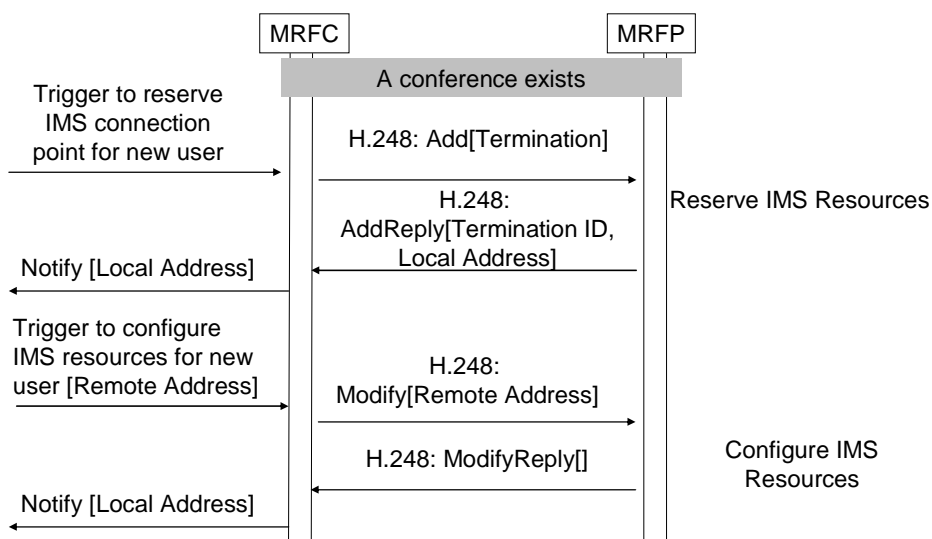 MRFC
MRFP
A conference exists
Trigger to reserve
IMS connection
point for new user
H.248: Add[Termination]
H.248:
AddReply[Termination ID,
Local Address]
Reserve IMS Resources
Notify [Local Address]
Trigger to configure
IMS resources for new
user [Remote Address]
H.248:
Modify[Remote Address]
H.248: ModifyReply[]
Configure IMS
Resources
Notify [Local Address]